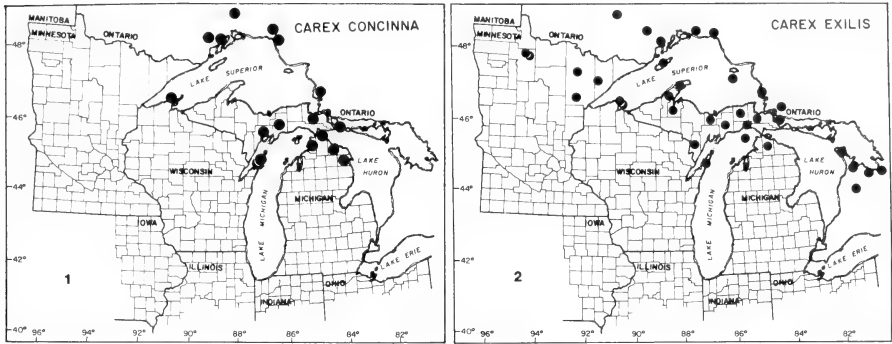 CAREX CONCINNA
MANITOBA
MINNESOTA
ONTARIO
48°
LAKE SUPERIOR
46°
ONTARIO
WISCONSIN
LAKE HURON
44°
MICHIGAN
IOWA
LAKE MICHIGAN
1
ILLINOIS
42°
LAKE ERIE
OHIO
INDIANA
40°
96°
94°
92°
90°
88°
86°
84°
82°
CAREX EXILIS
MANITOBA
MINNESOTA
ONTARIO
48°
LAKE SUPERIOR
46°
ONTARIO
WISCONSIN
LAKE HURON
44°
MICHIGAN
IOWA
LAKE MICHIGAN
2
ILLINOIS
42°
LAKE ERIE
OHIO
INDIANA
40°
96°
94°
92°
90°
88°
86°
84°
82°